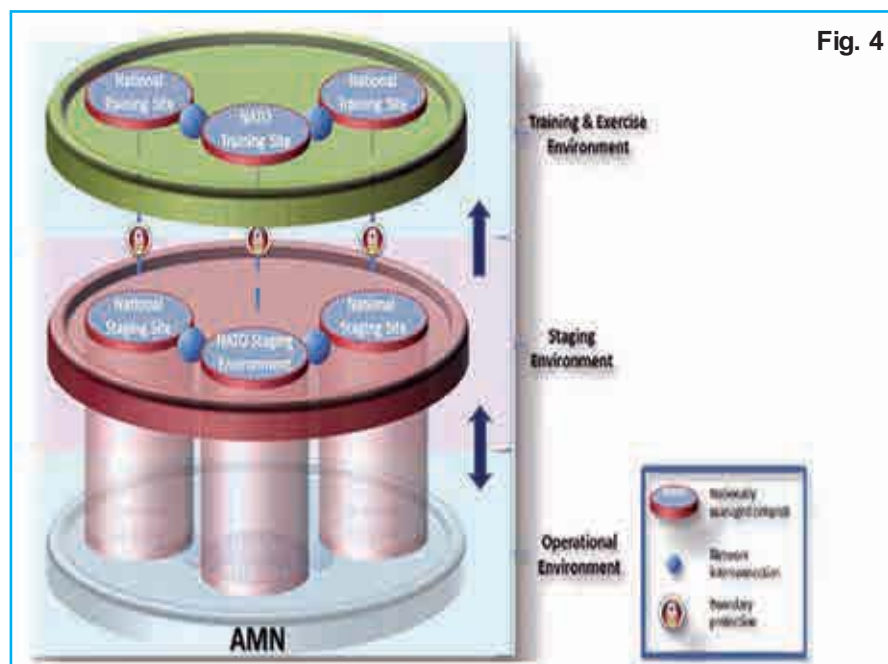 Fig. 4
National
Training Site
National
Training Site
NATO
Training Site
Training & Exercise
Environment
National
Staging Site
National
Staging Site
NATO Staging
Environment
Staging
Environment
Operational
Environment
Nationally
Network
Interconnection
Boundary
protection
AMN